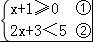 x+1⩾0 ①
2x+3<5 ②